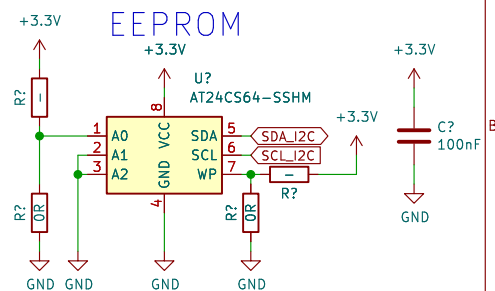 EEPROM
+3.3V
+3.3V
+3.3V
U?
AT24CS64-SSHM
R?
–
8
VCC
+3.3V
C?
100nF
B
1
A0
SDA
5
SDA_I2C
2
A1
SCL
6
SCL_I2C
3
A2
GND
WP
7
–
R?
4
R?
0R
R?
0R
GND
GND
GND
GND
GND